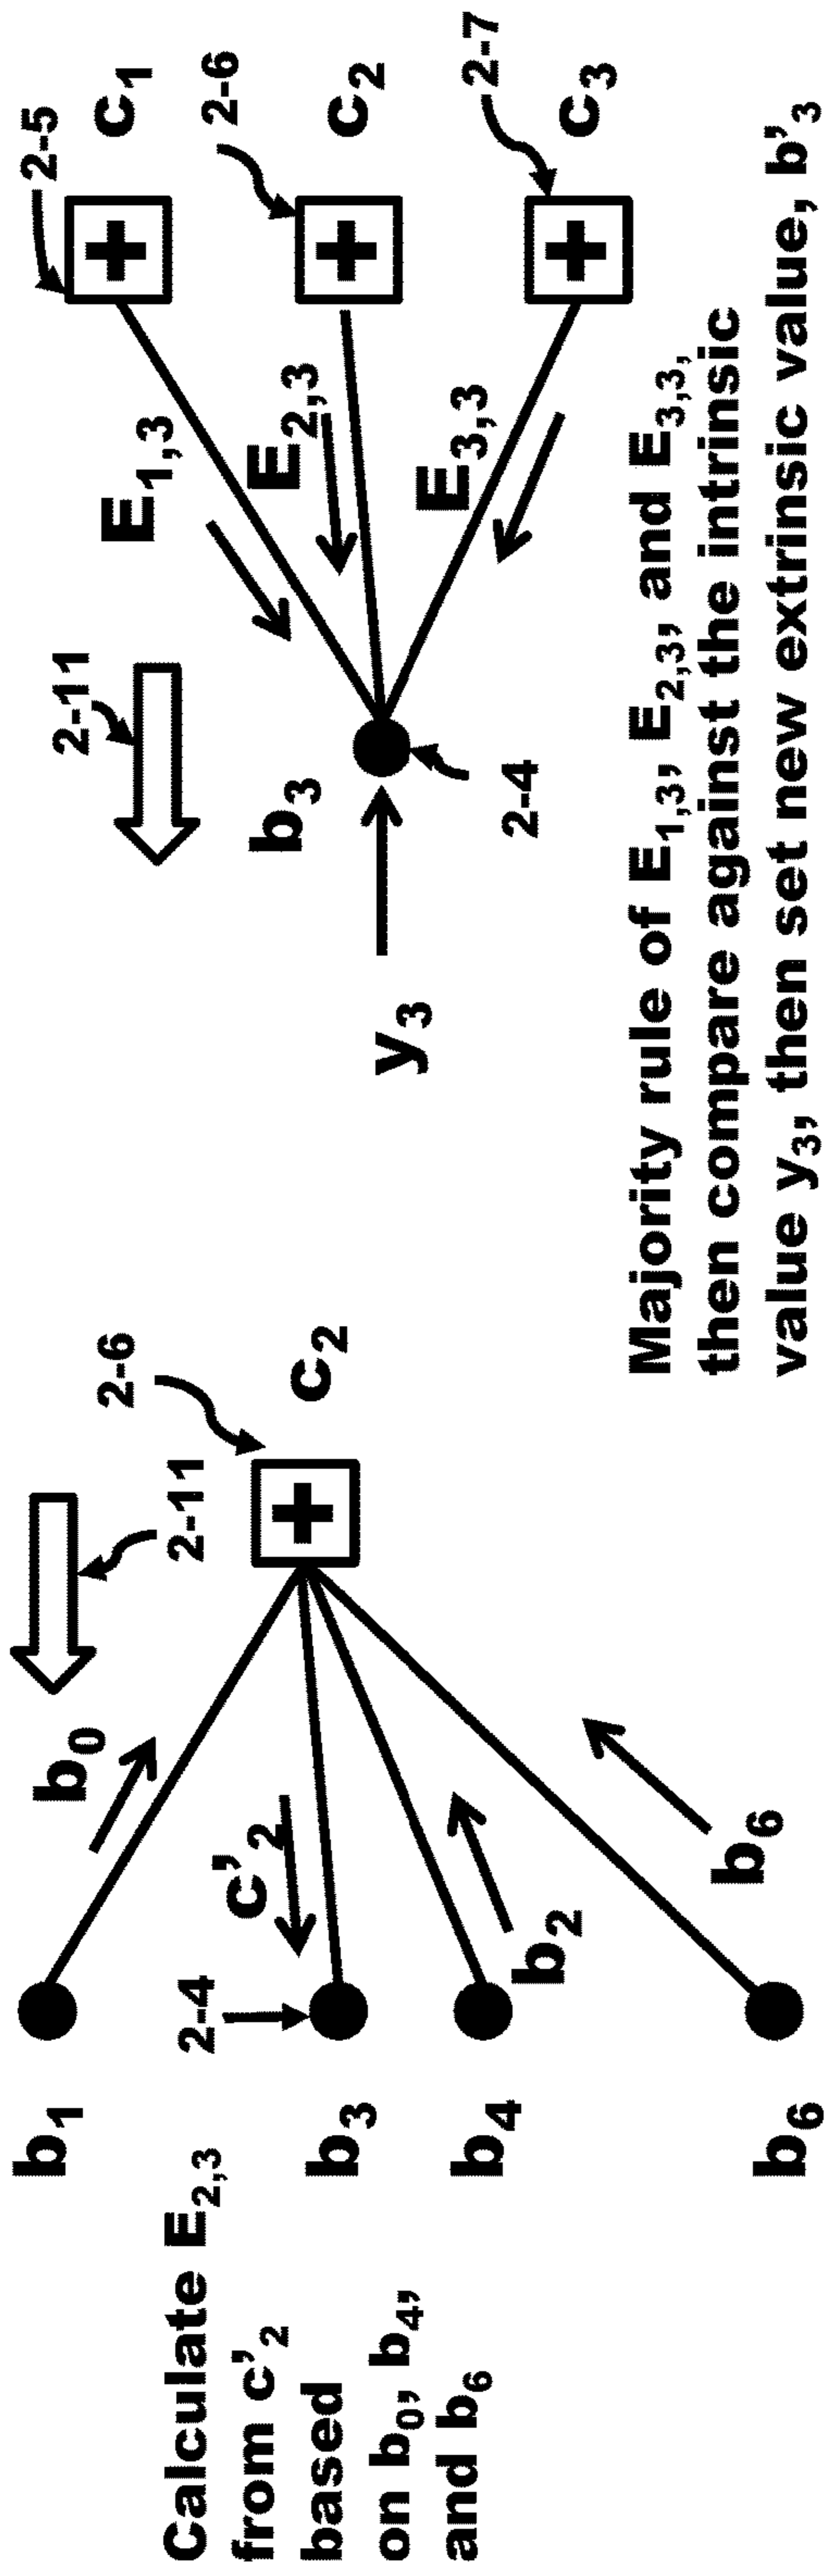 Calculate E2,3
from c'2
based
on b0, b4,
and b6
b1
b3
b4
b6
2-4
b0
c'2
b2
b6
2-11
2-6
c2
y3
b3
2-4
2-11
E1,3
E2,3
E3,3
2-5
c1
2-6
c2
2-7
c3
Majority rule of E1,3, E2,3, and E3,3,
then compare against the intrinsic
value y3, then set new extrinsic value, b'3